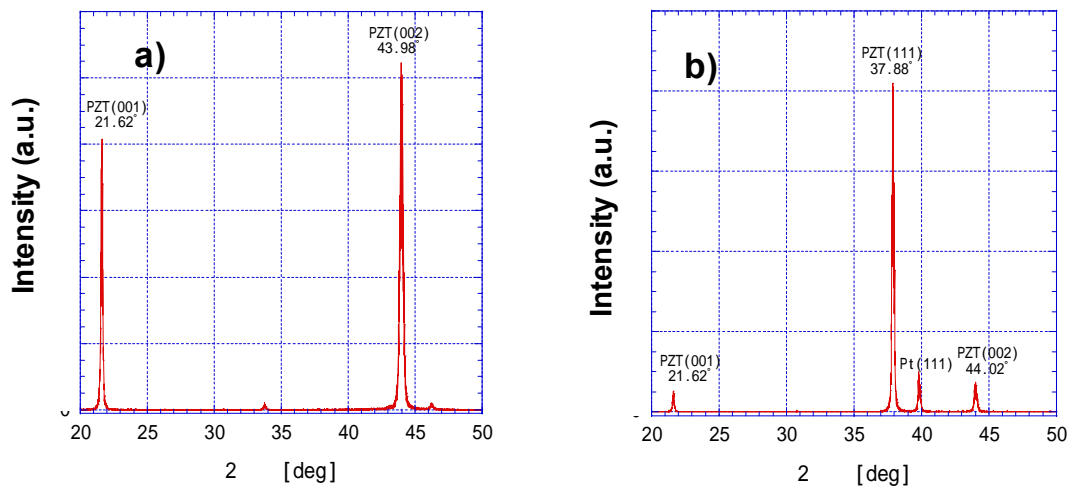 a)
PZT(002)
43.98°
PZT(001)
21.62°
Intensity (a.u.)
20 25 30 35 40 45 50
2 [deg]
b)
PZT(111)
37.88°
Pt(111)
PZT(002)
44.02°
PZT(001)
21.62°
Intensity (a.u.)
20 25 30 35 40 45 50
2 [deg]